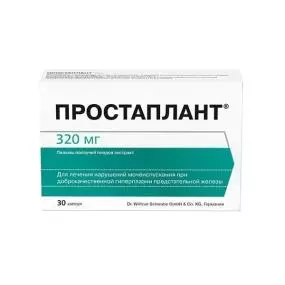 ПРОСТАПЛАНТ®
320 мг
Пальмы ползучей плодов экстракт
Для лечения нарушений мочеиспускания при
доброкачественной гиперплазии предстательной железы
30 капсул
Dr. Willmar Schwabe GmbH & Co. KG, Германия